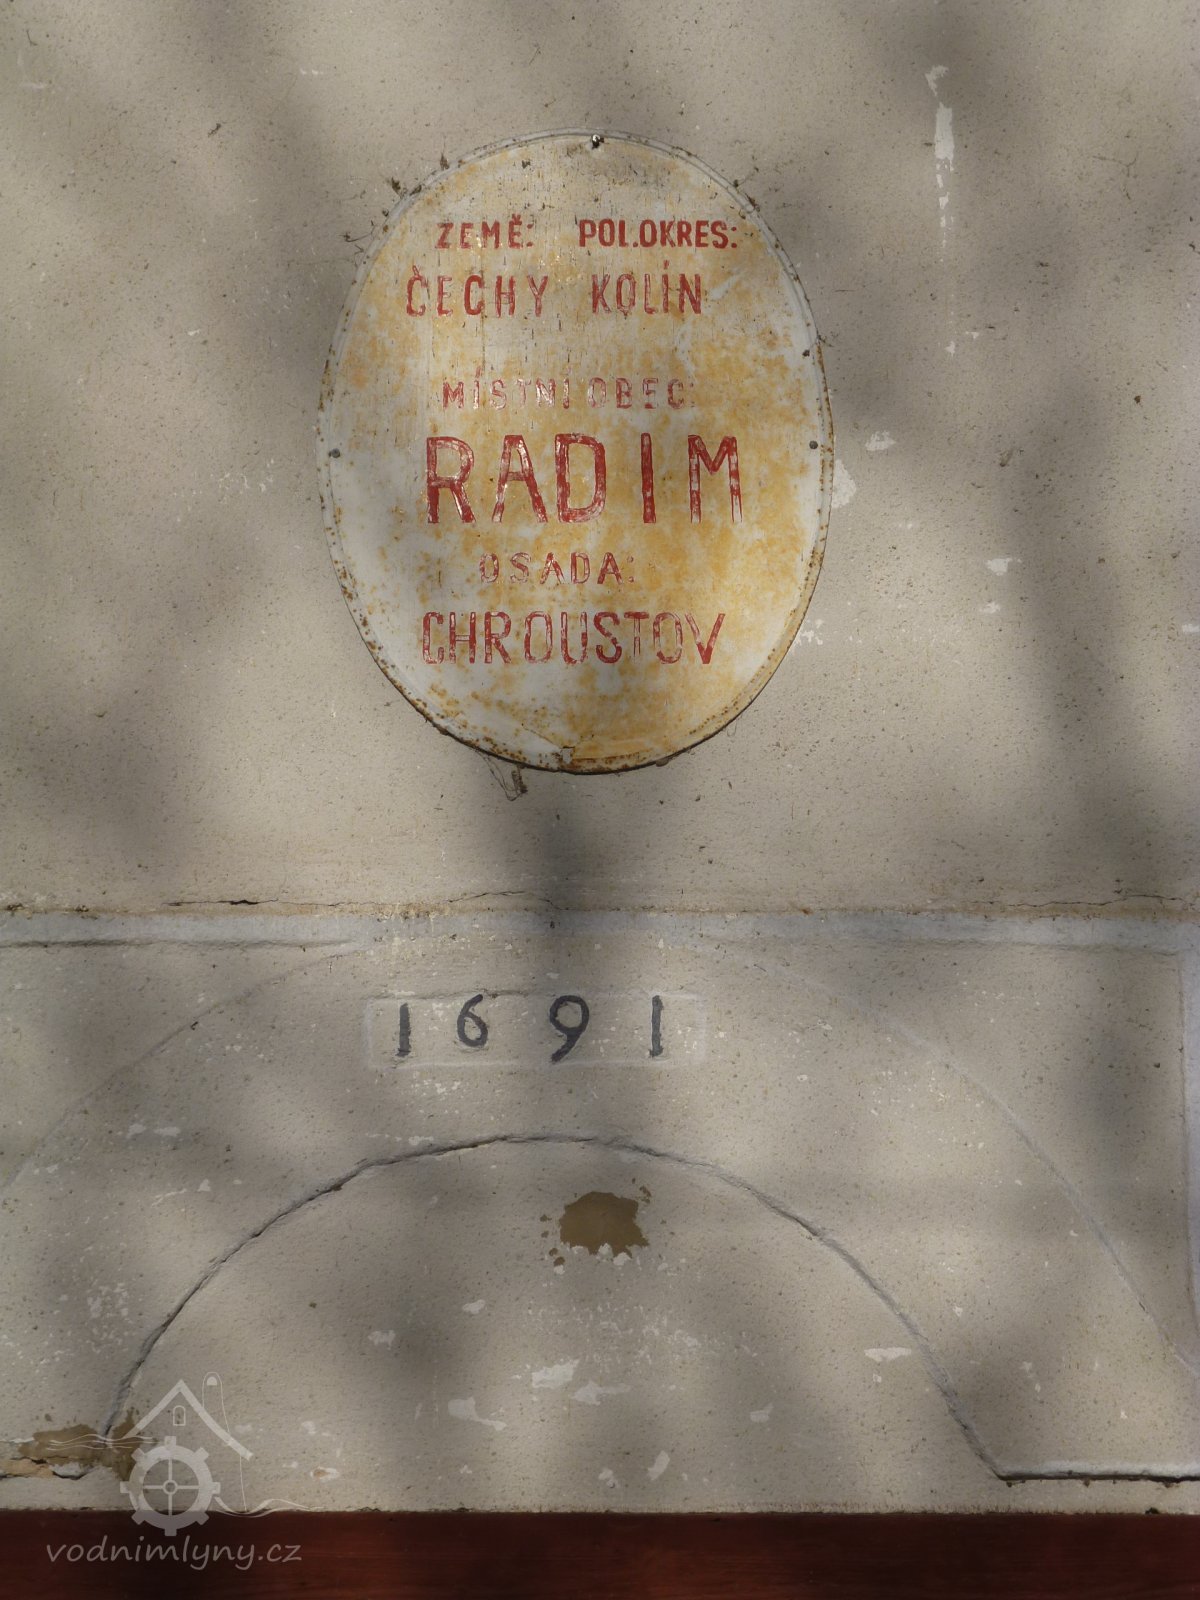 ZEMĚ: POL.OKRES:
ČECHY KOLÍN
MÍSTNÍ OBEC:
RADIM
OSADA:
CHROUSTOV
1691
vodnimlyny.cz